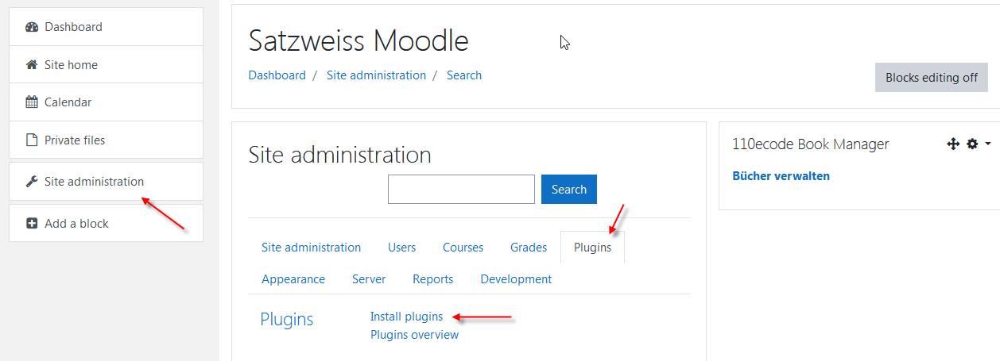 Dashboard
Site home
Calendar
Private files
Site administration
Add a block
Satzweiss Moodle
Dashboard / Site administration / Search
Blocks editing off
Site administration
Search
Site administration Users Courses Grades Plugins
Appearance Server Reports Development
Plugins
Install plugins
Plugins overview
110ecode Book Manager
Bücher verwalten